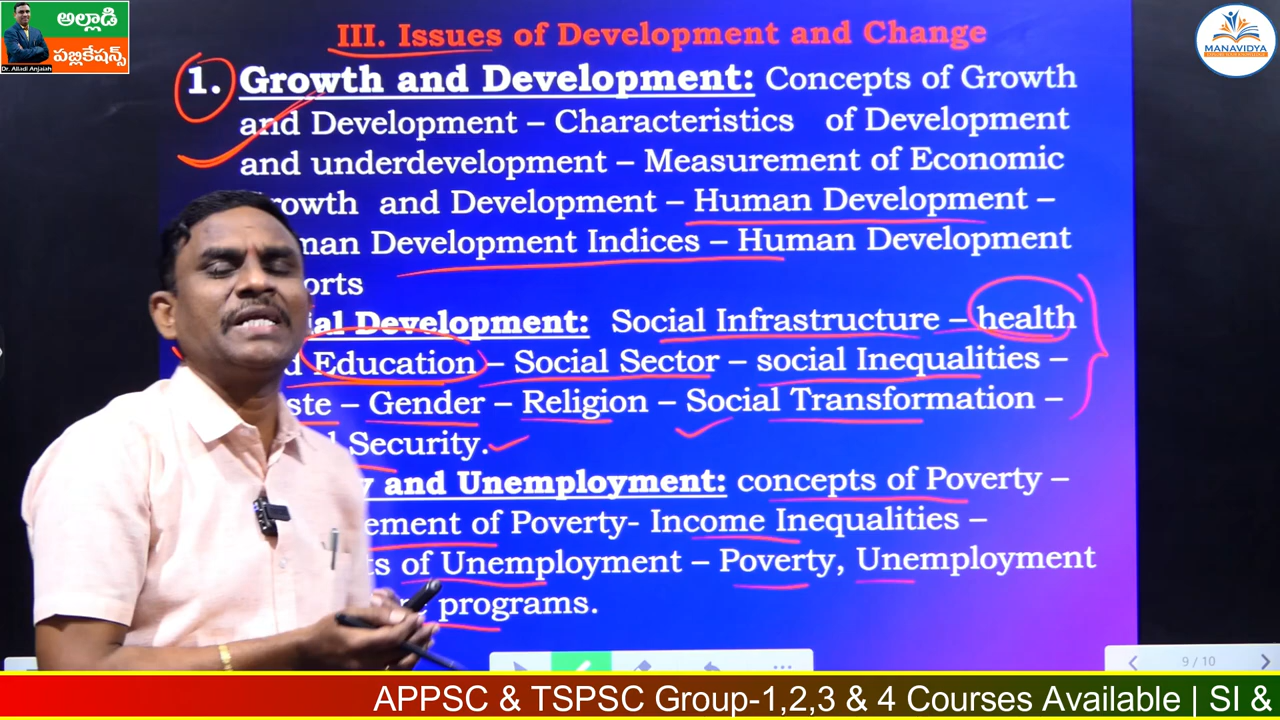 అల్లాడి
పబ్లికేషన్స్
Dr. Alladi Anjaiah
MANAVIDYA
III. Issues of Development and Change
1. Growth and Development: Concepts of Growth
and Development – Characteristics of Development
and underdevelopment – Measurement of Economic
rowth and Development – Human Development –
man Development Indices – Human Development
orts
ial Development: Social Infrastructure – health
d Education – Social Sector – social Inequalities –
ste – Gender – Religion – Social Transformation –
Security.
y and Unemployment: concepts of Poverty –
ement of Poverty- Income Inequalities –
ts of Unemployment – Poverty, Unemployment
programs.
9 / 10
APPSC & TSPSC Group-1,2,3 & 4 Courses Available | SI &